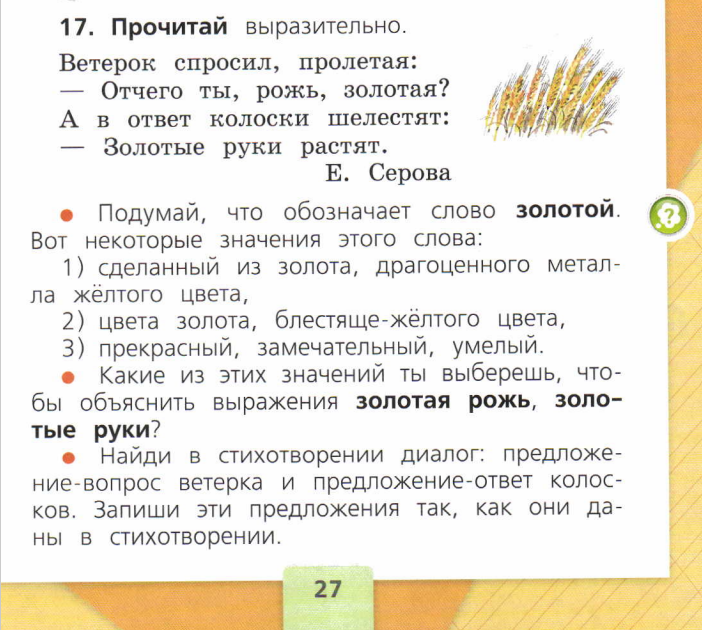 17. Прочитай выразительно.
Ветерок спросил, пролетая:
— Отчего ты, рожь, золотая?
А в ответ колоски шелестят:
— Золотые руки растят.
Е. Серова
● Подумай, что обозначает слово золотой.
Вот некоторые значения этого слова:
1) сделанный из золота, драгоценного метал-
ла жёлтого цвета,
2) цвета золота, блестяще-жёлтого цвета,
3) прекрасный, замечательный, умелый.
● Какие из этих значений ты выберешь, что-
бы объяснить выражения золотая рожь, золо-
тые руки?
● Найди в стихотворении диалог: предложе-
ние-вопрос ветерка и предложение-ответ колос-
ков. Запиши эти предложения так, как они да-
ны в стихотворении.
?
27